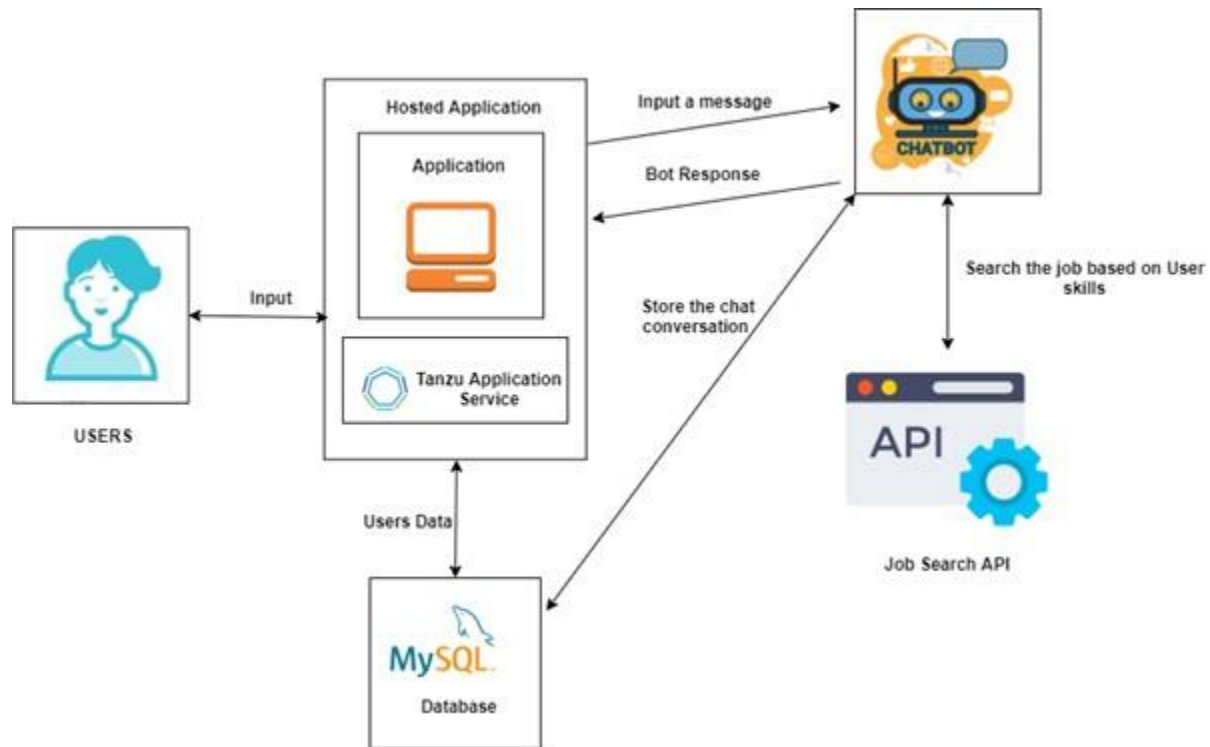 Hosted Application
Application
Tanzu Application
Service
Input a message
Bot Response
CHATBOT
Input
USERS
Store the chat
conversation
Search the job based on User
skills
API
Job Search API
Users Data
MySQL
Database